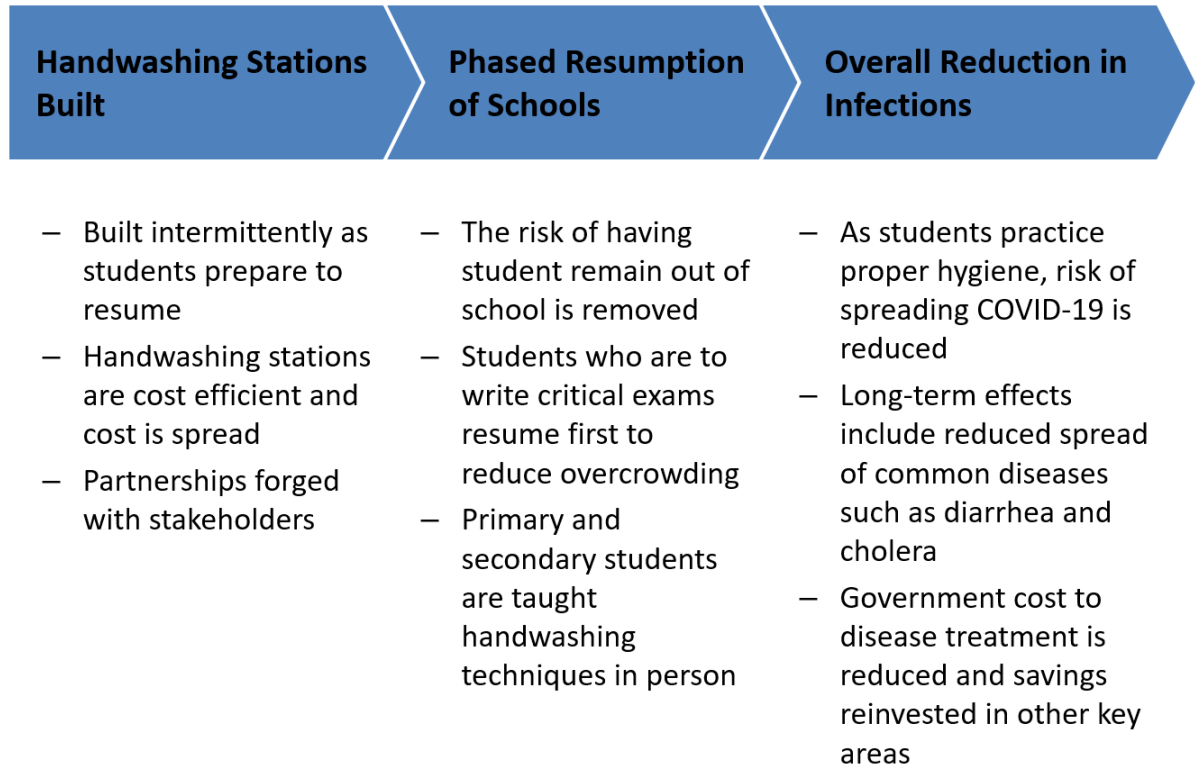 Handwashing Stations
Built
Phased Resumption
of Schools
Overall Reduction in
Infections
– Built intermittently as
students prepare to
resume
– Handwashing stations
are cost efficient and
cost is spread
– Partnerships forged
with stakeholders
– The risk of having
student remain out of
school is removed
– Students who are to
write critical exams
resume first to
reduce overcrowding
– Primary and
secondary students
are taught
handwashing
techniques in person
– As students practice
proper hygiene, risk of
spreading COVID-19 is
reduced
– Long-term effects
include reduced spread
of common diseases
such as diarrhea and
cholera
– Government cost to
disease treatment is
reduced and savings
reinvested in other key
areas